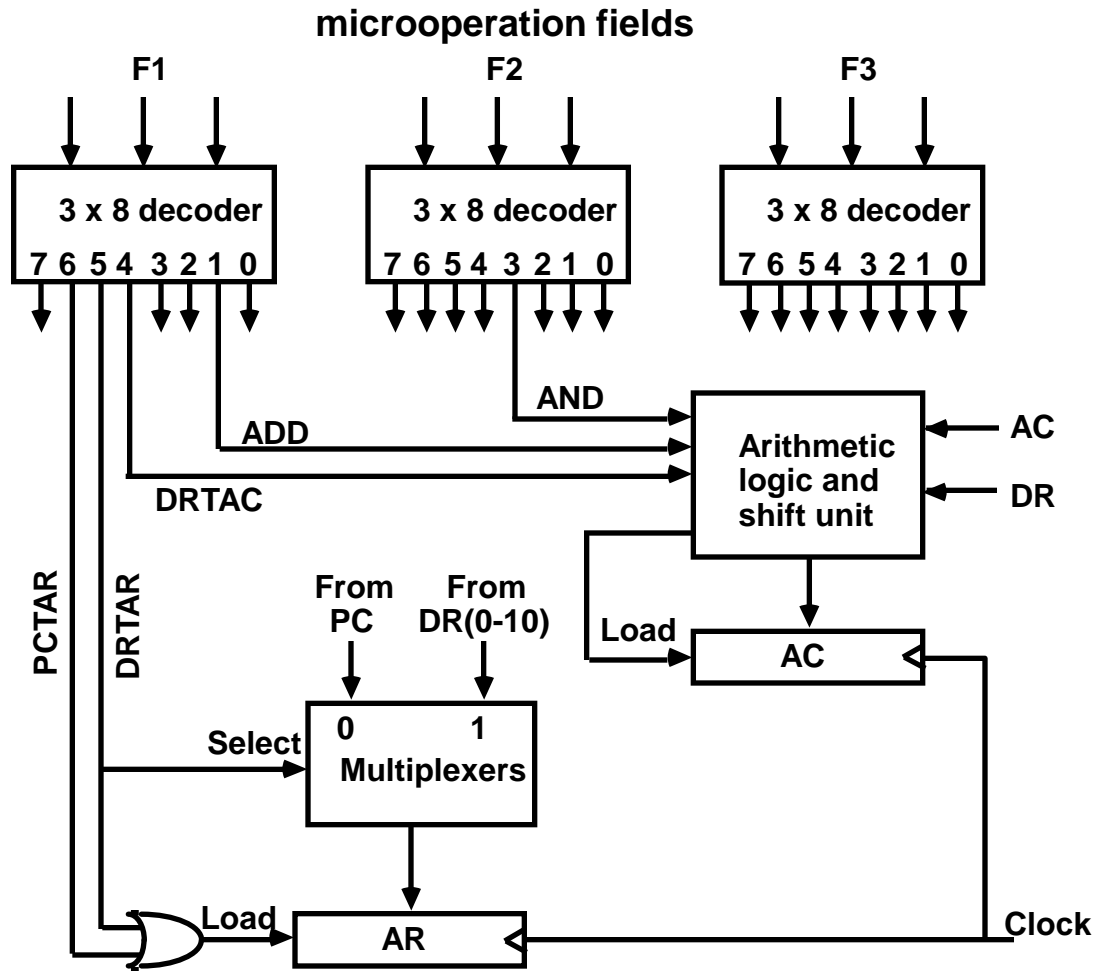 microoperation fields
F1
F2
F3
3 x 8 decoder
7 6 5 4 3 2 1 0
3 x 8 decoder
7 6 5 4 3 2 1 0
3 x 8 decoder
7 6 5 4 3 2 1 0
AND
ADD
DRTAC
Arithmetic
logic and
shift unit
AC
DR
PCTAR
DRTAR
From
PC
From
DR(0-10)
Load
AC
Select
0 1
Multiplexers
Load
AR
Clock